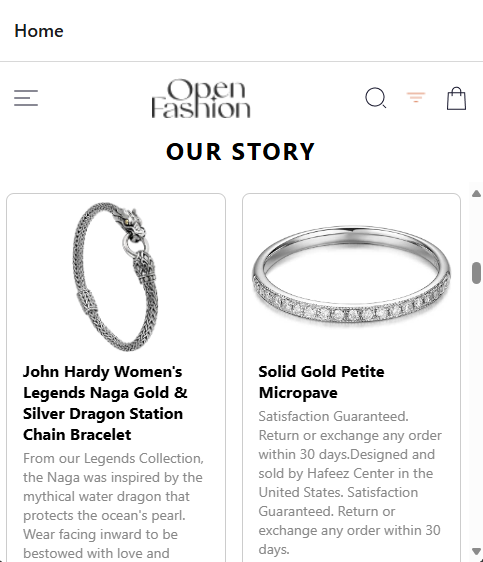 Home
Open
Fashion
OUR STORY
John Hardy Women's
Legends Naga Gold &
Silver Dragon Station
Chain Bracelet
From our Legends Collection,
the Naga was inspired by the
mythical water dragon that
protects the ocean's pearl.
Wear facing inward to be
bestowed with love and
Solid Gold Petite
Micropave
Satisfaction Guaranteed.
Return or exchange any order
within 30 days.Designed and
sold by Hafeez Center in the
United States. Satisfaction
Guaranteed. Return or
exchange any order within 30
days.